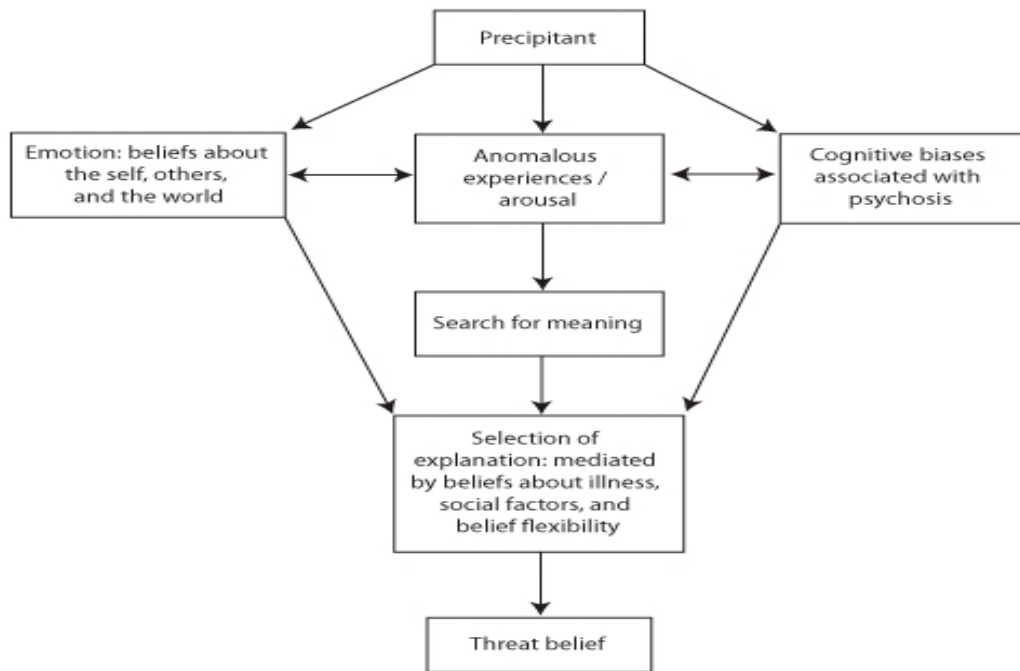 Precipitant
Emotion: beliefs about
the self, others,
and the world
Anomalous
experiences /
arousal
Cognitive biases
associated with
psychosis
Search for meaning
Selection of
explanation: mediated
by beliefs about illness,
social factors, and
belief flexibility
Threat belief